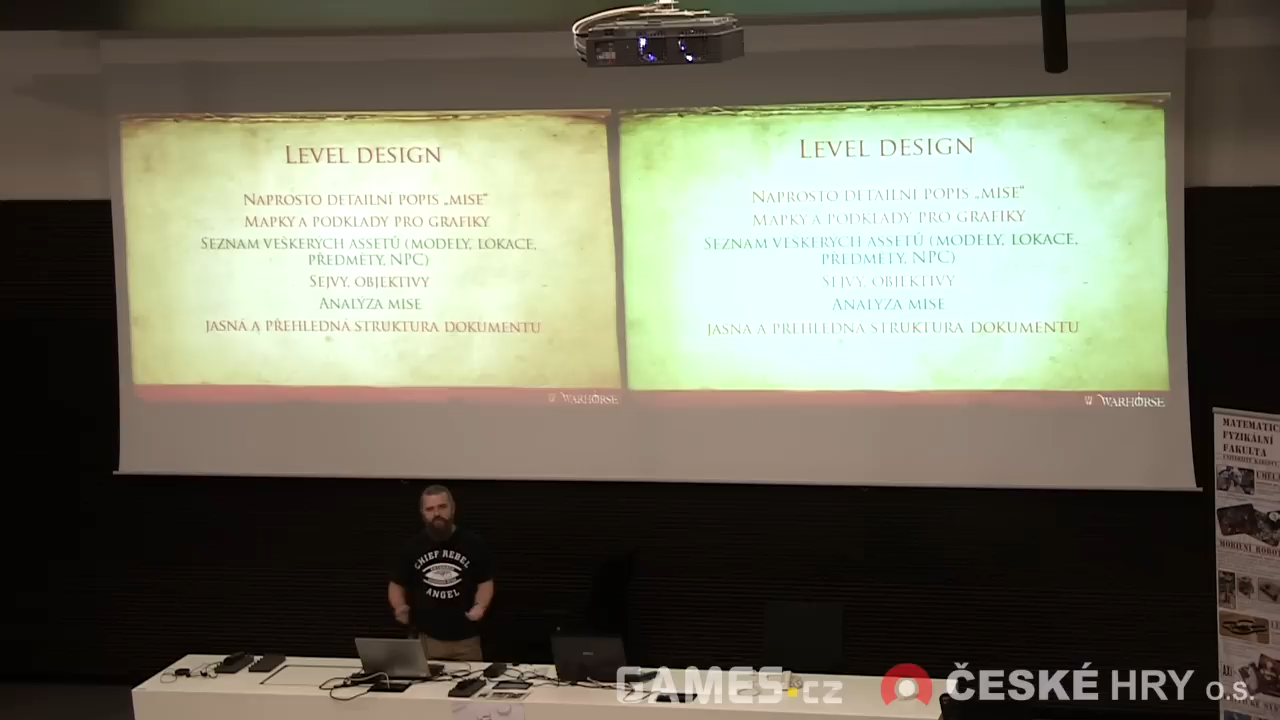 LEVEL DESIGN
NAPROSTO DETAILNÍ POPIS „MISE“
MAPKY A PODKLADY PRO GRAFIKY
SEZNAM VEŠKERÝCH ASSETŮ (MODELY, LOKACE,
PŘEDMĚTY, NPC)
SEJVY, OBJEKTIVY
ANALÝZA MISE
JASNÁ A PŘEHLEDNÁ STRUKTURA DOKUMENTU
WARHORSE
LEVEL DESIGN
NAPROSTO DETAILNÍ POPIS „MISE“
MAPKY A PODKLADY PRO GRAFIKY
SEZNAM VEŠKERÝCH ASSETŮ (MODELY, LOKACE,
PŘEDMĚTY, NPC)
SEJVY, OBJEKTIVY
ANALÝZA MISE
JASNÁ A PŘEHLEDNÁ STRUKTURA DOKUMENTU
WARHORSE
MATEMATIC
FYZIKÁLNÍ
FAKULTA
CHIEF REBEL
ANGEL
GAMES.cz
ČESKÉ HRY o.s.